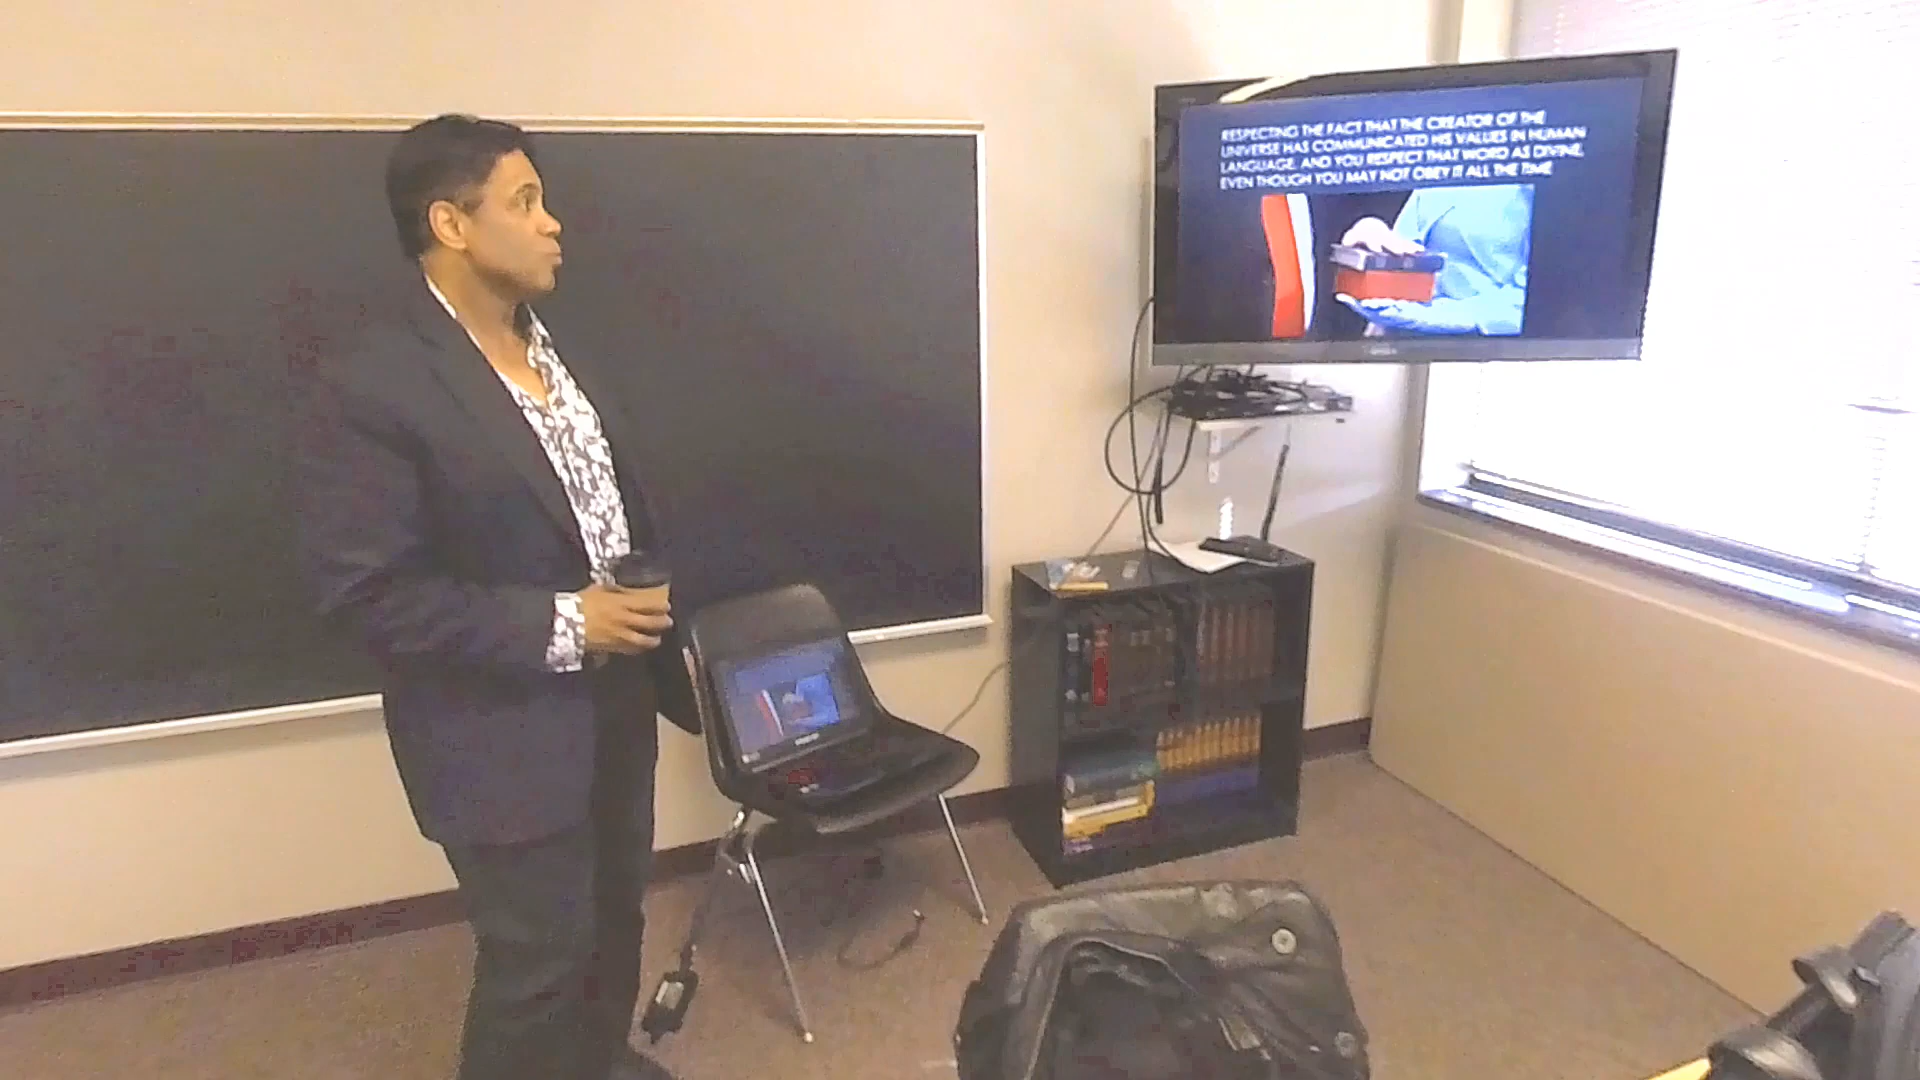 RESPECTING THE FACT THAT THE CREATOR OF THE
UNIVERSE HAS COMMUNICATED HIS VALUES IN HUMAN
LANGUAGE. AND YOU RESPECT THAT WORD AS DIVINE,
EVEN THOUGH YOU MAY NOT OBEY IT ALL THE TIME